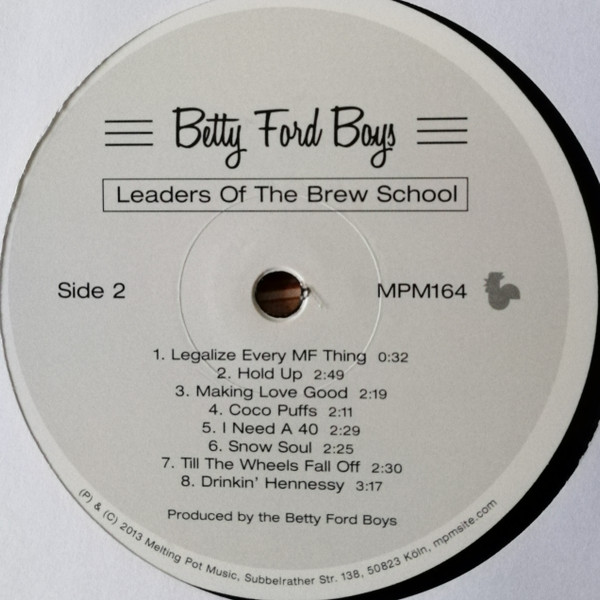 Betty Ford Boys
Leaders Of The Brew School
Side 2
MPM164
1. Legalize Every MF Thing 0:32
2. Hold Up 2:49
3. Making Love Good 2:19
4. Coco Puffs 2:11
5. I Need A 40 2:29
6. Snow Soul 2:25
7. Till The Wheels Fall Off 2:30
8. Drinkin' Hennessy 3:17
Produced by the Betty Ford Boys
(P) & (C) 2013 Melting Pot Music, Subbelrather Str. 138, 50823 Köln, mpmsite.com